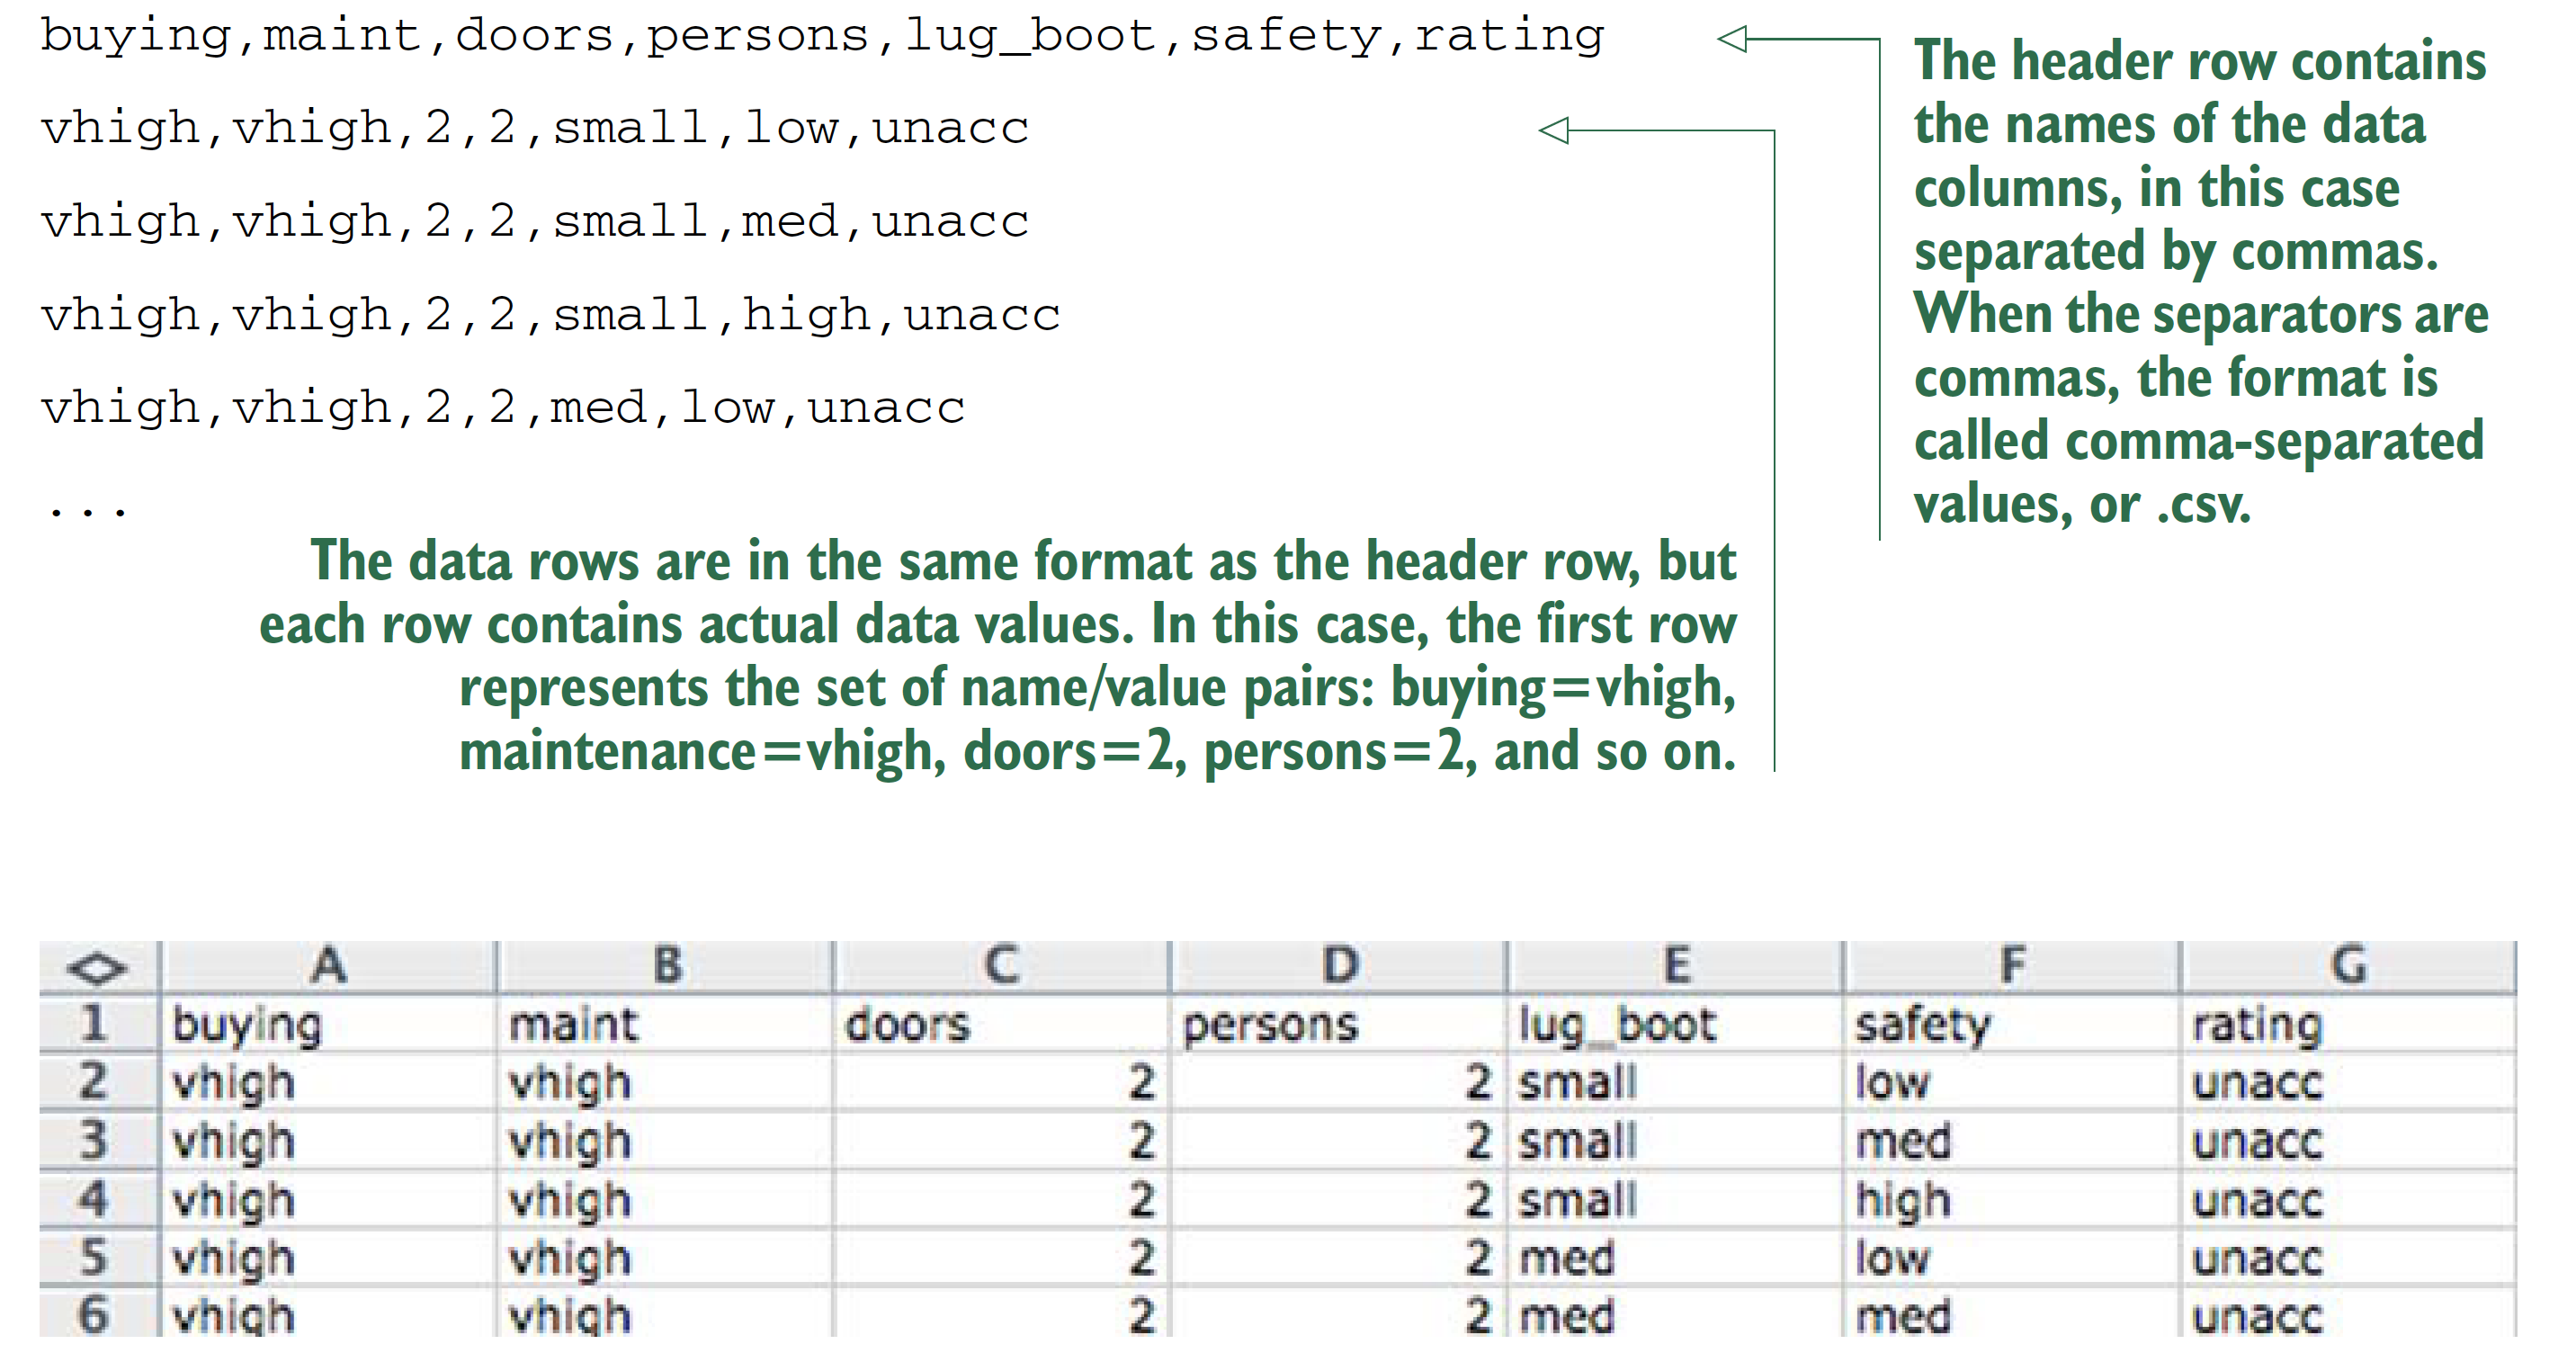 buying,maint,doors,persons,lug_boot,safety,rating
vhigh,vhigh,2,2,small,low,unacc
vhigh,vhigh,2,2,small,med,unacc
vhigh,vhigh,2,2,small,high,unacc
vhigh,vhigh,2,2,med,low,unacc
...
The header row contains
the names of the data
columns, in this case
separated by commas.
When the separators are
commas, the format is
called comma-separated
values, or .csv.
The data rows are in the same format as the header row, but
each row contains actual data values. In this case, the first row
represents the set of name/value pairs: buying=vhigh,
maintenance=vhigh, doors=2, persons=2, and so on.
A B C D E F G
1 buying maint doors persons lug_boot safety rating
2 vhigh vhigh 2 2 small low unacc
3 vhigh vhigh 2 2 small med unacc
4 vhigh vhigh 2 2 small high unacc
5 vhigh vhigh 2 2 med low unacc
6 vhigh vhigh 2 2 med med unacc